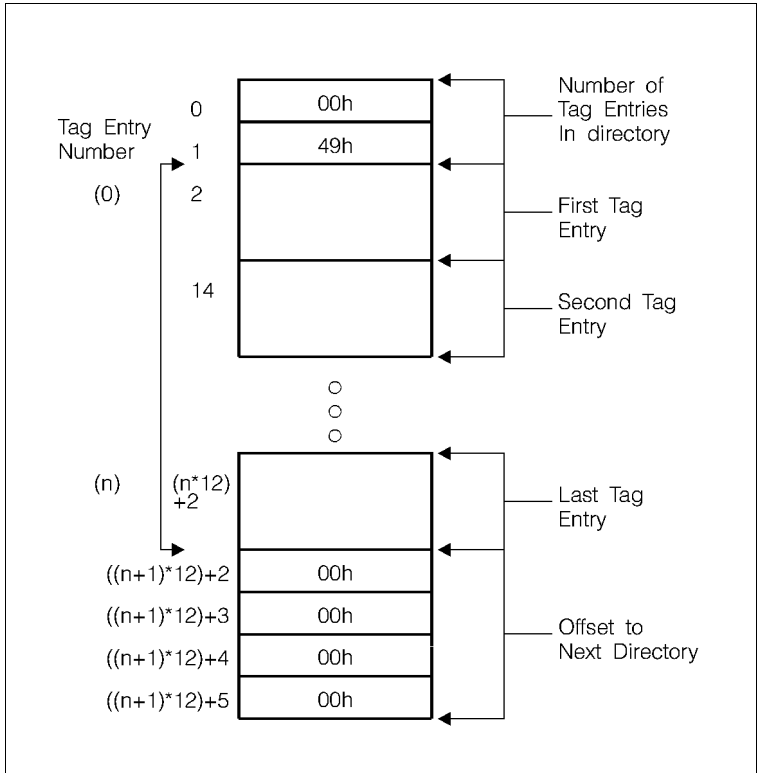 Tag Entry
Number
0
00h
Number of
Tag Entries
In directory
1
49h
(0)
2
First Tag
Entry
14
Second Tag
Entry
(n)
(n*12)
+2
Last Tag
Entry
((n+1)*12)+2
00h
((n+1)*12)+3
00h
((n+1)*12)+4
00h
((n+1)*12)+5
00h
Offset to
Next Directory